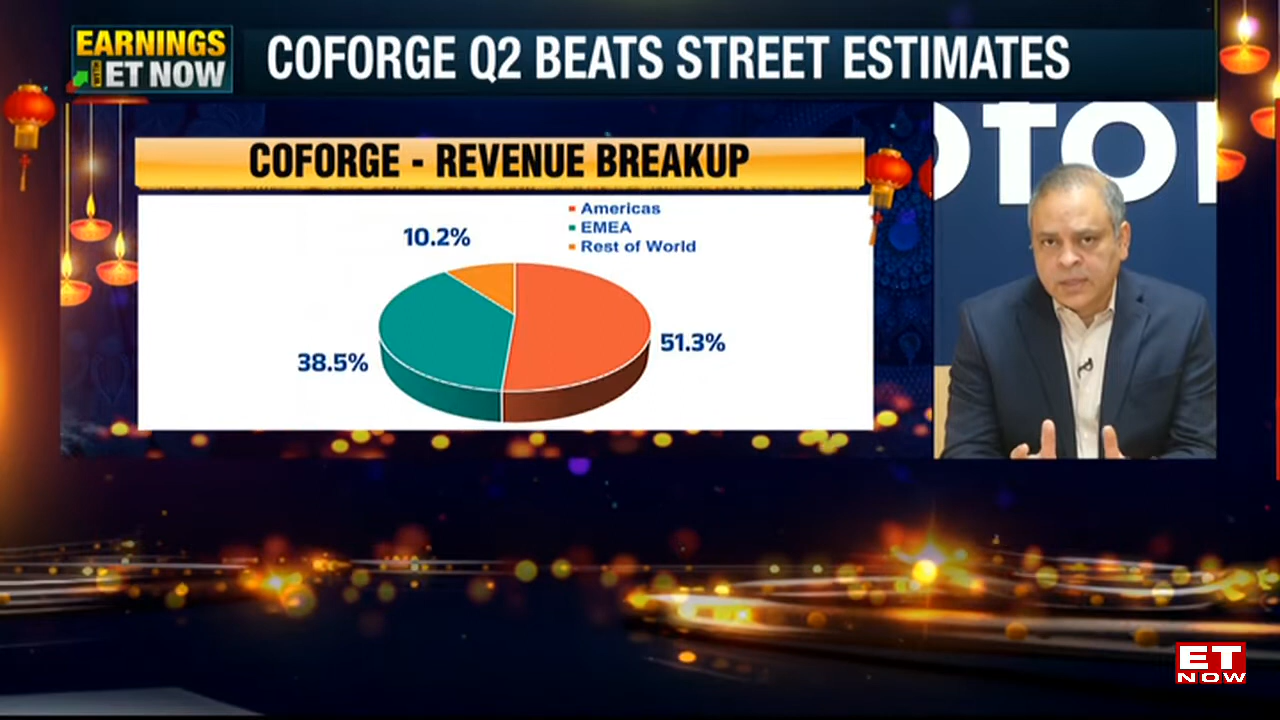 EARNINGS
ET NOW
COFORGE Q2 BEATS STREET ESTIMATES
COFORGE - REVENUE BREAKUP
Americas
EMEA
Rest of World
10.2%
38.5%
51.3%
ET
NOW